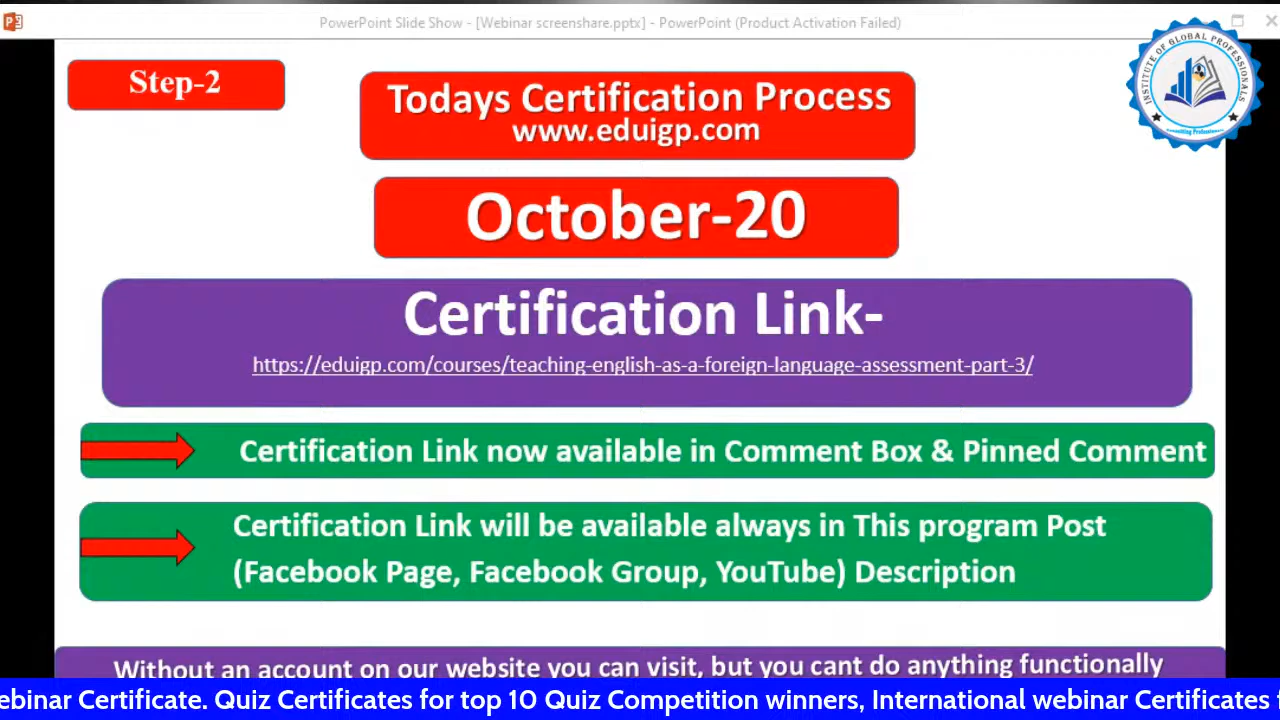 PowerPoint Slide Show - [Webinar screenshare.pptx] - PowerPoint (Product Activation Failed)
INSTITUTE OF GLOBAL PROFESSIONALS
Step-2
Todays Certification Process
www.eduigp.com
October-20
Certification Link-
https://eduigp.com/courses/teaching-english-as-a-foreign-language-assessment-part-3/
Certification Link now available in Comment Box & Pinned Comment
Certification Link will be available always in This program Post
(Facebook Page, Facebook Group, YouTube) Description
Without an account on our website you can visit, but you cant do anything functionally
ebinar Certificate. Quiz Certificates for top 10 Quiz Competition winners, International webinar Certificates